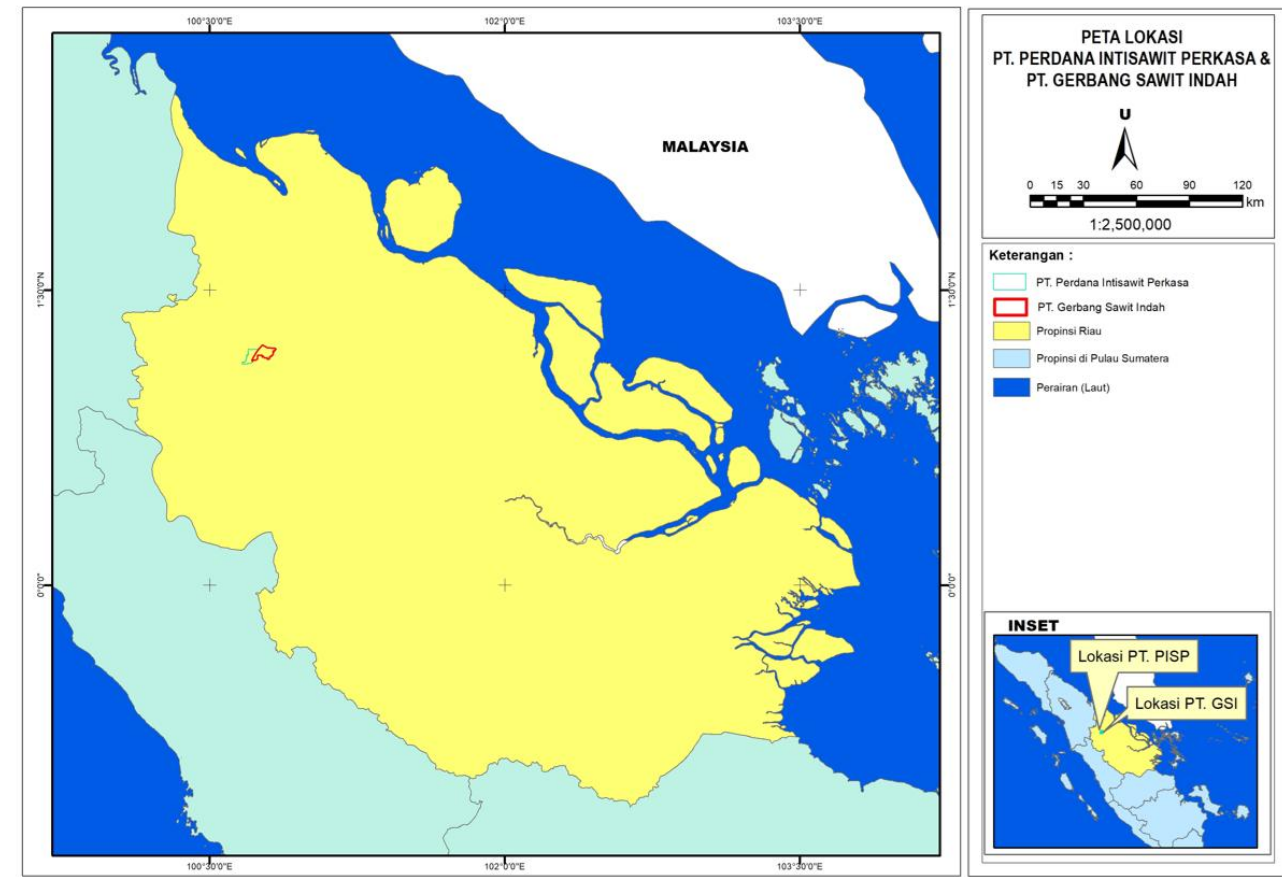 100°30'0"E
102°0'0"E
103°30'0"E
1°30'0"N
1°30'0"N
0°0'0"
0°0'0"
MALAYSIA
100°30'0"E
102°0'0"E
103°30'0"E
PETA LOKASI
PT. PERDANA INTISAWIT PERKASA &
PT. GERBANG SAWIT INDAH
U
0 15 30 60 90 120
km
1:2,500,000
Keterangan :
PT. Perdana Intisawit Perkasa
PT. Gerbang Sawit Indah
Propinsi Riau
Propinsi di Pulau Sumatera
Perairan (Laut)
INSET
Lokasi PT. PISP
Lokasi PT. GSI